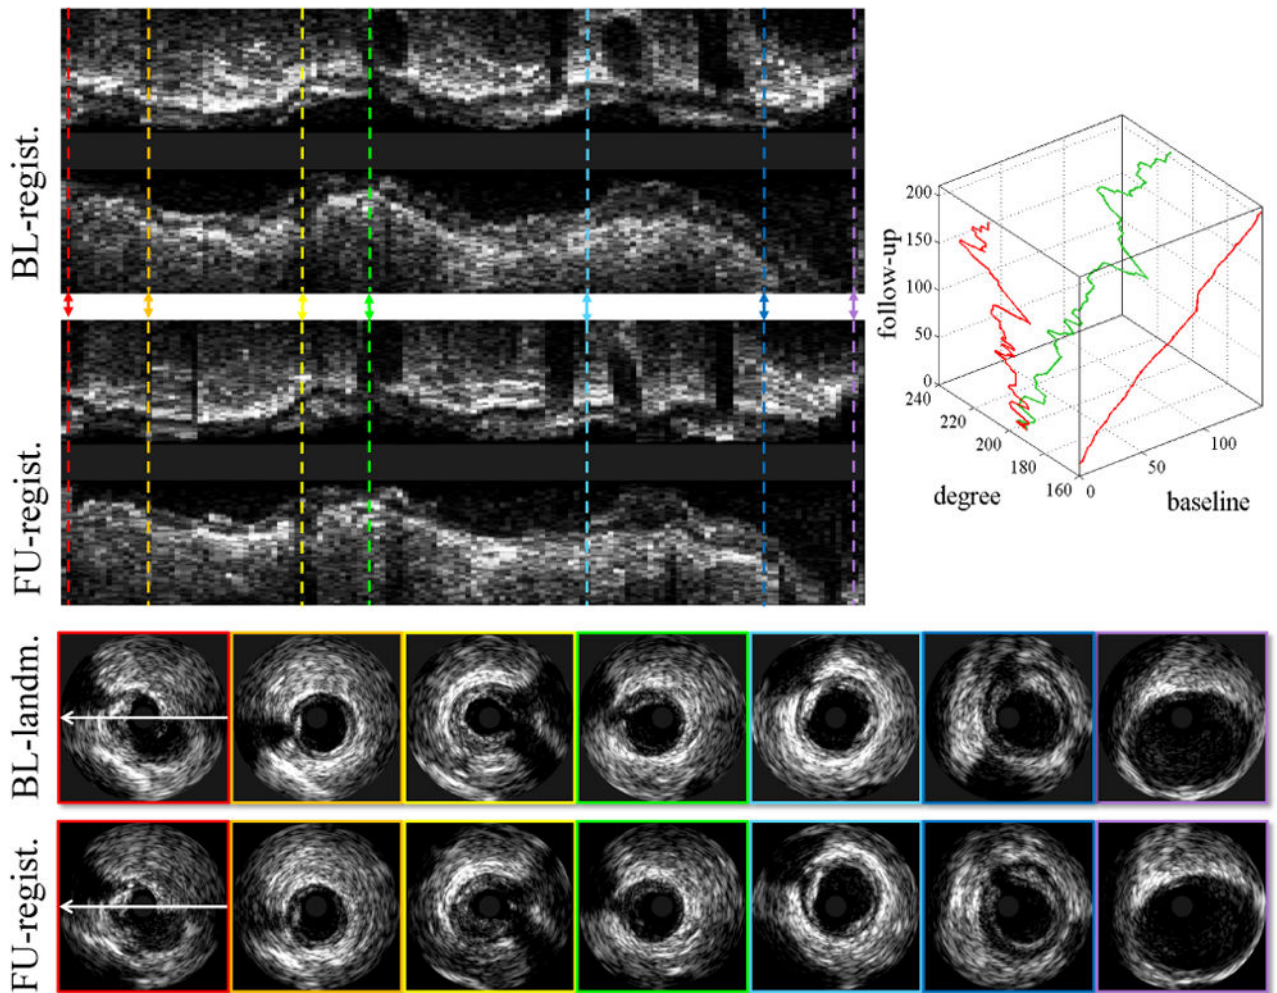 BL-regist.
FU-regist.
200
150
100
50
0
follow-up
240
220
200
180
160
degree
0
50
100
baseline
BL-landm.
FU-regist.